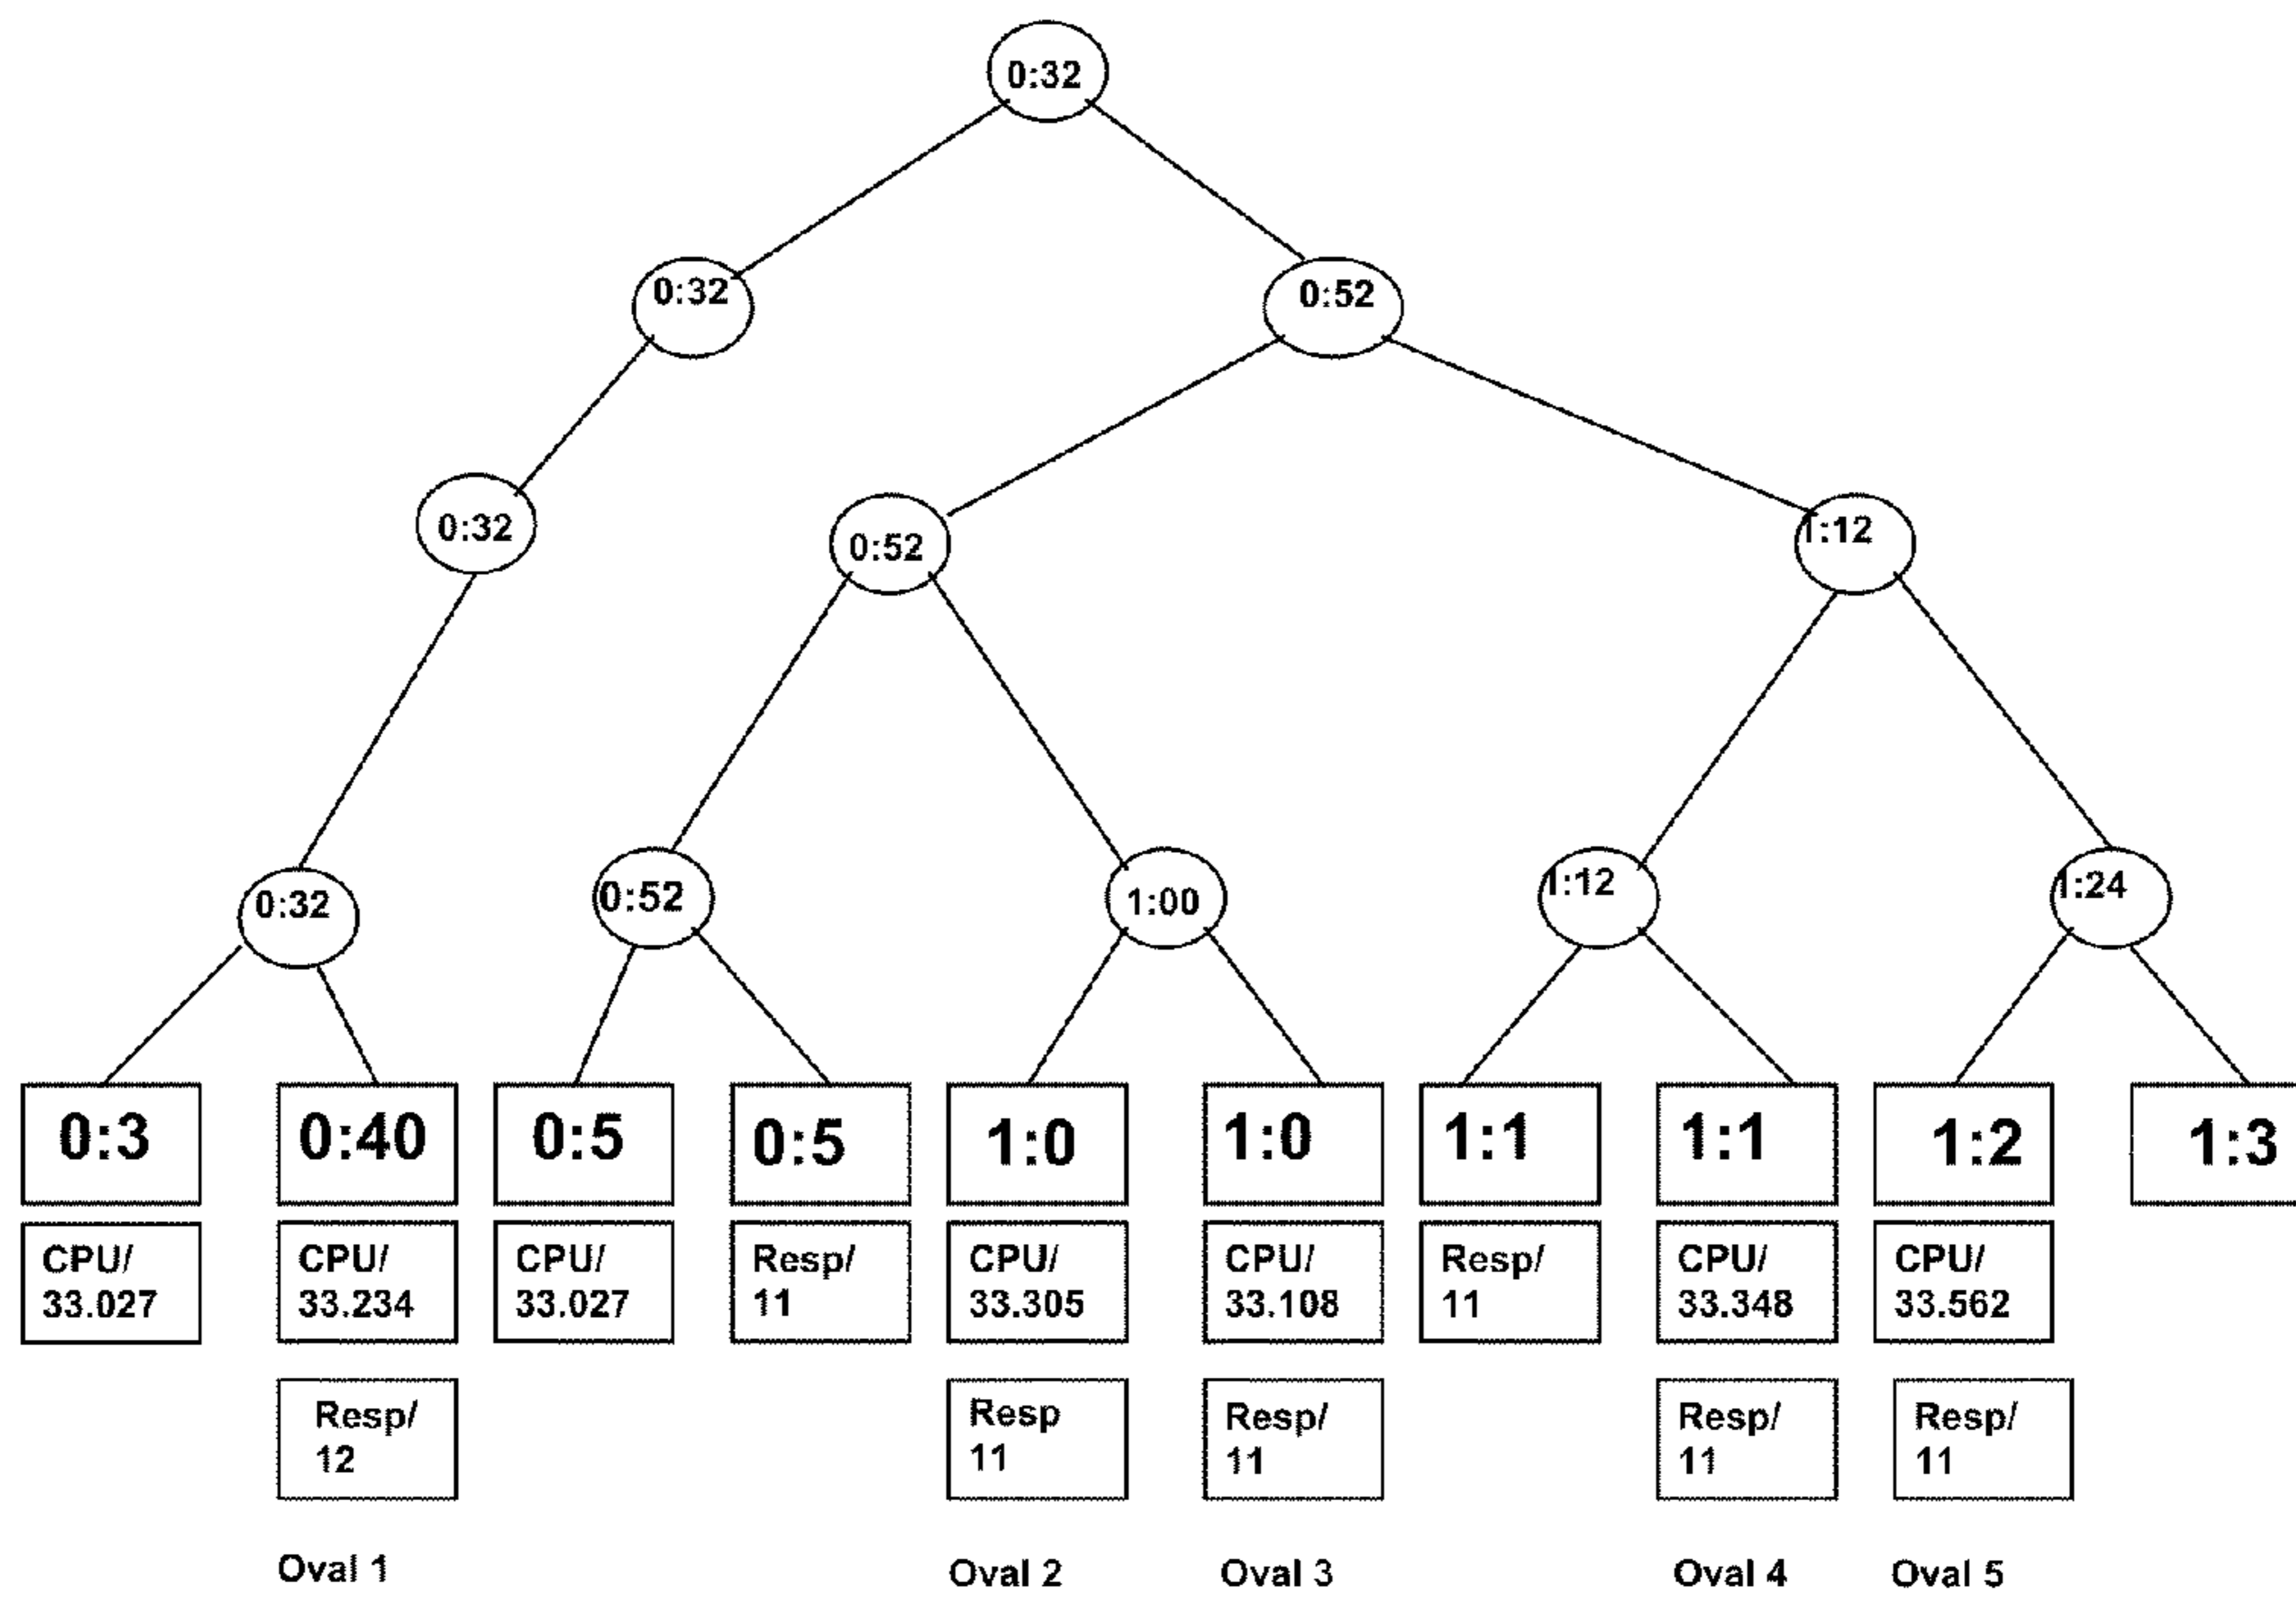 0:32
0:32
0:52
0:32
0:52
1:12
0:32
0:52
1:00
1:12
1:24
0:3
0:40
0:5
0:5
1:0
1:0
1:1
1:1
1:2
1:3
CPU/
33.027
CPU/
33.234
CPU/
33.027
Resp/
11
CPU/
33.305
CPU/
33.108
Resp/
11
CPU/
33.348
CPU/
33.562
Resp/
12
Resp
11
Resp/
11
Resp/
11
Resp/
11
Oval 1
Oval 2
Oval 3
Oval 4
Oval 5